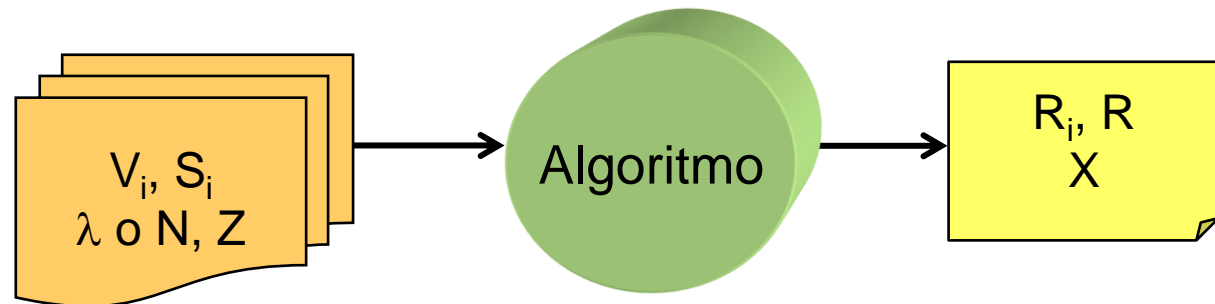 Vᵢ, Sᵢ
λ o N, Z
Algoritmo
Rᵢ, R
X